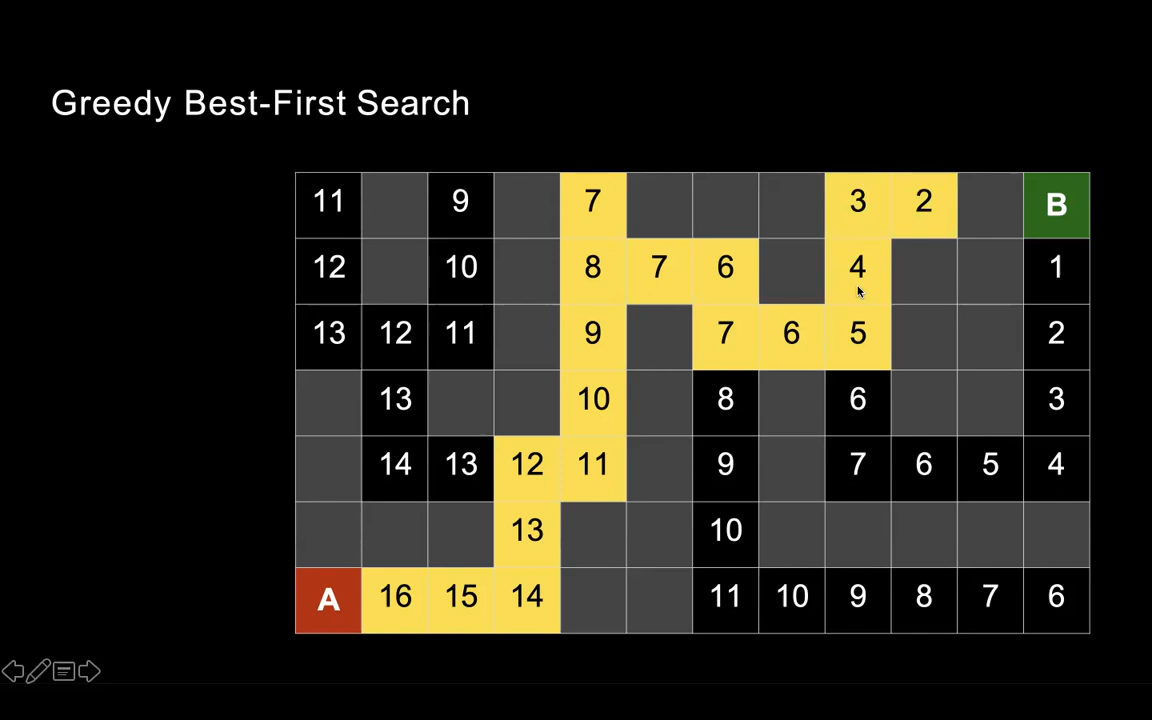 Greedy Best-First Search
11 9 7 3 2 B
12 10 8 7 6 4 1
13 12 11 9 7 6 5 2
13 10 8 6 3
14 13 12 11 9 7 6 5 4
13 10
A 16 15 14 11 10 9 8 7 6